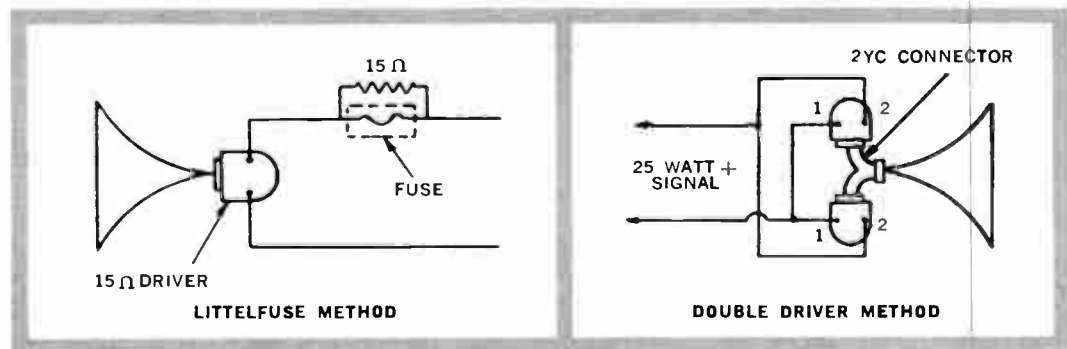 15 Ω
FUSE
15 Ω DRIVER
LITTELFUSE METHOD
2YC CONNECTOR
1
2
25 WATT +
SIGNAL
1
2
DOUBLE DRIVER METHOD